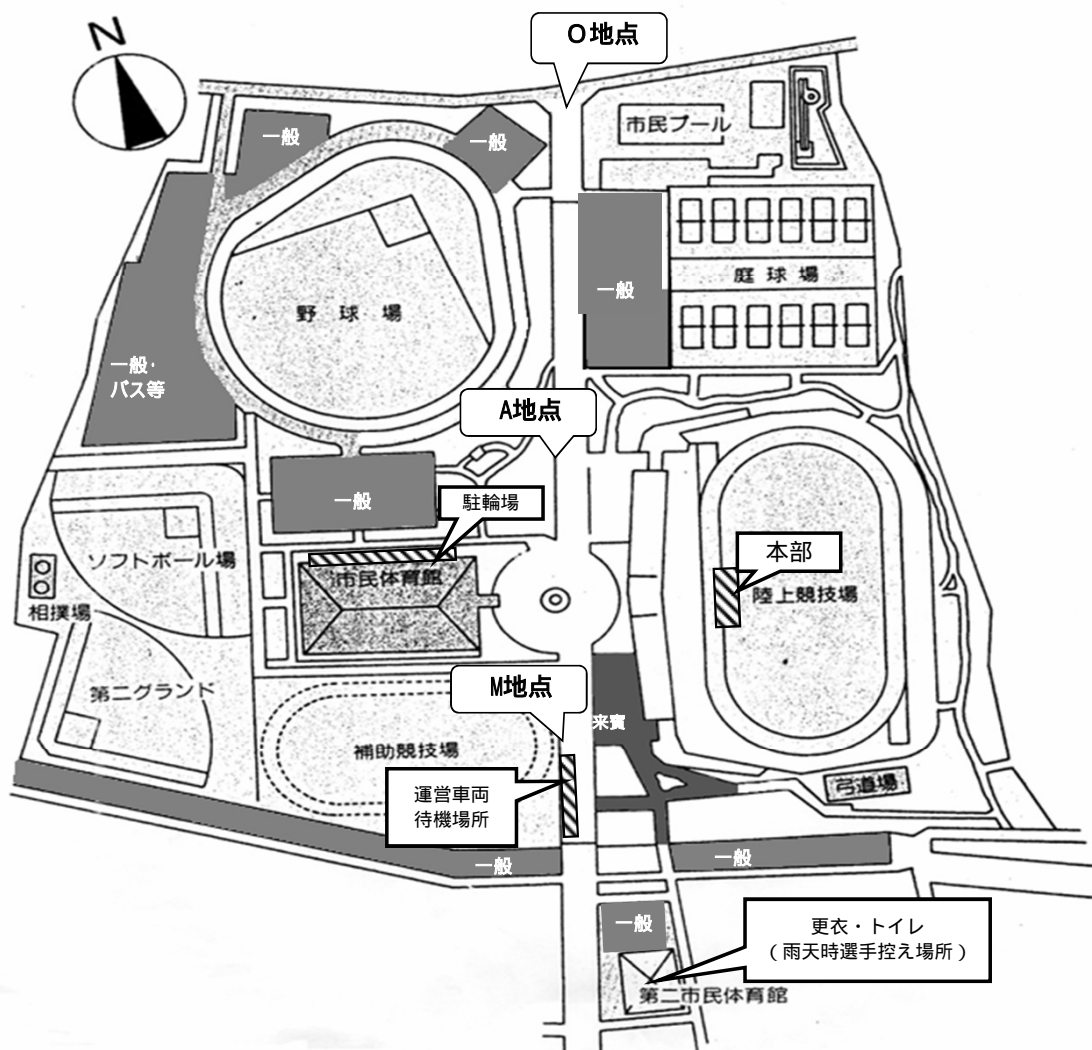 N
O地点
市民プール
一般
一般
庭球場
一般
野球場
一般・
バス等
A地点
一般
駐輪場
本部
ソフトボール場
市民体育館
陸上競技場
相撲場
M地点
第二グランド
来賓
補助競技場
弓道場
運営車両
待機場所
一般
一般
一般
更衣・トイレ
(雨天時選手控え場所)
第二市民体育館